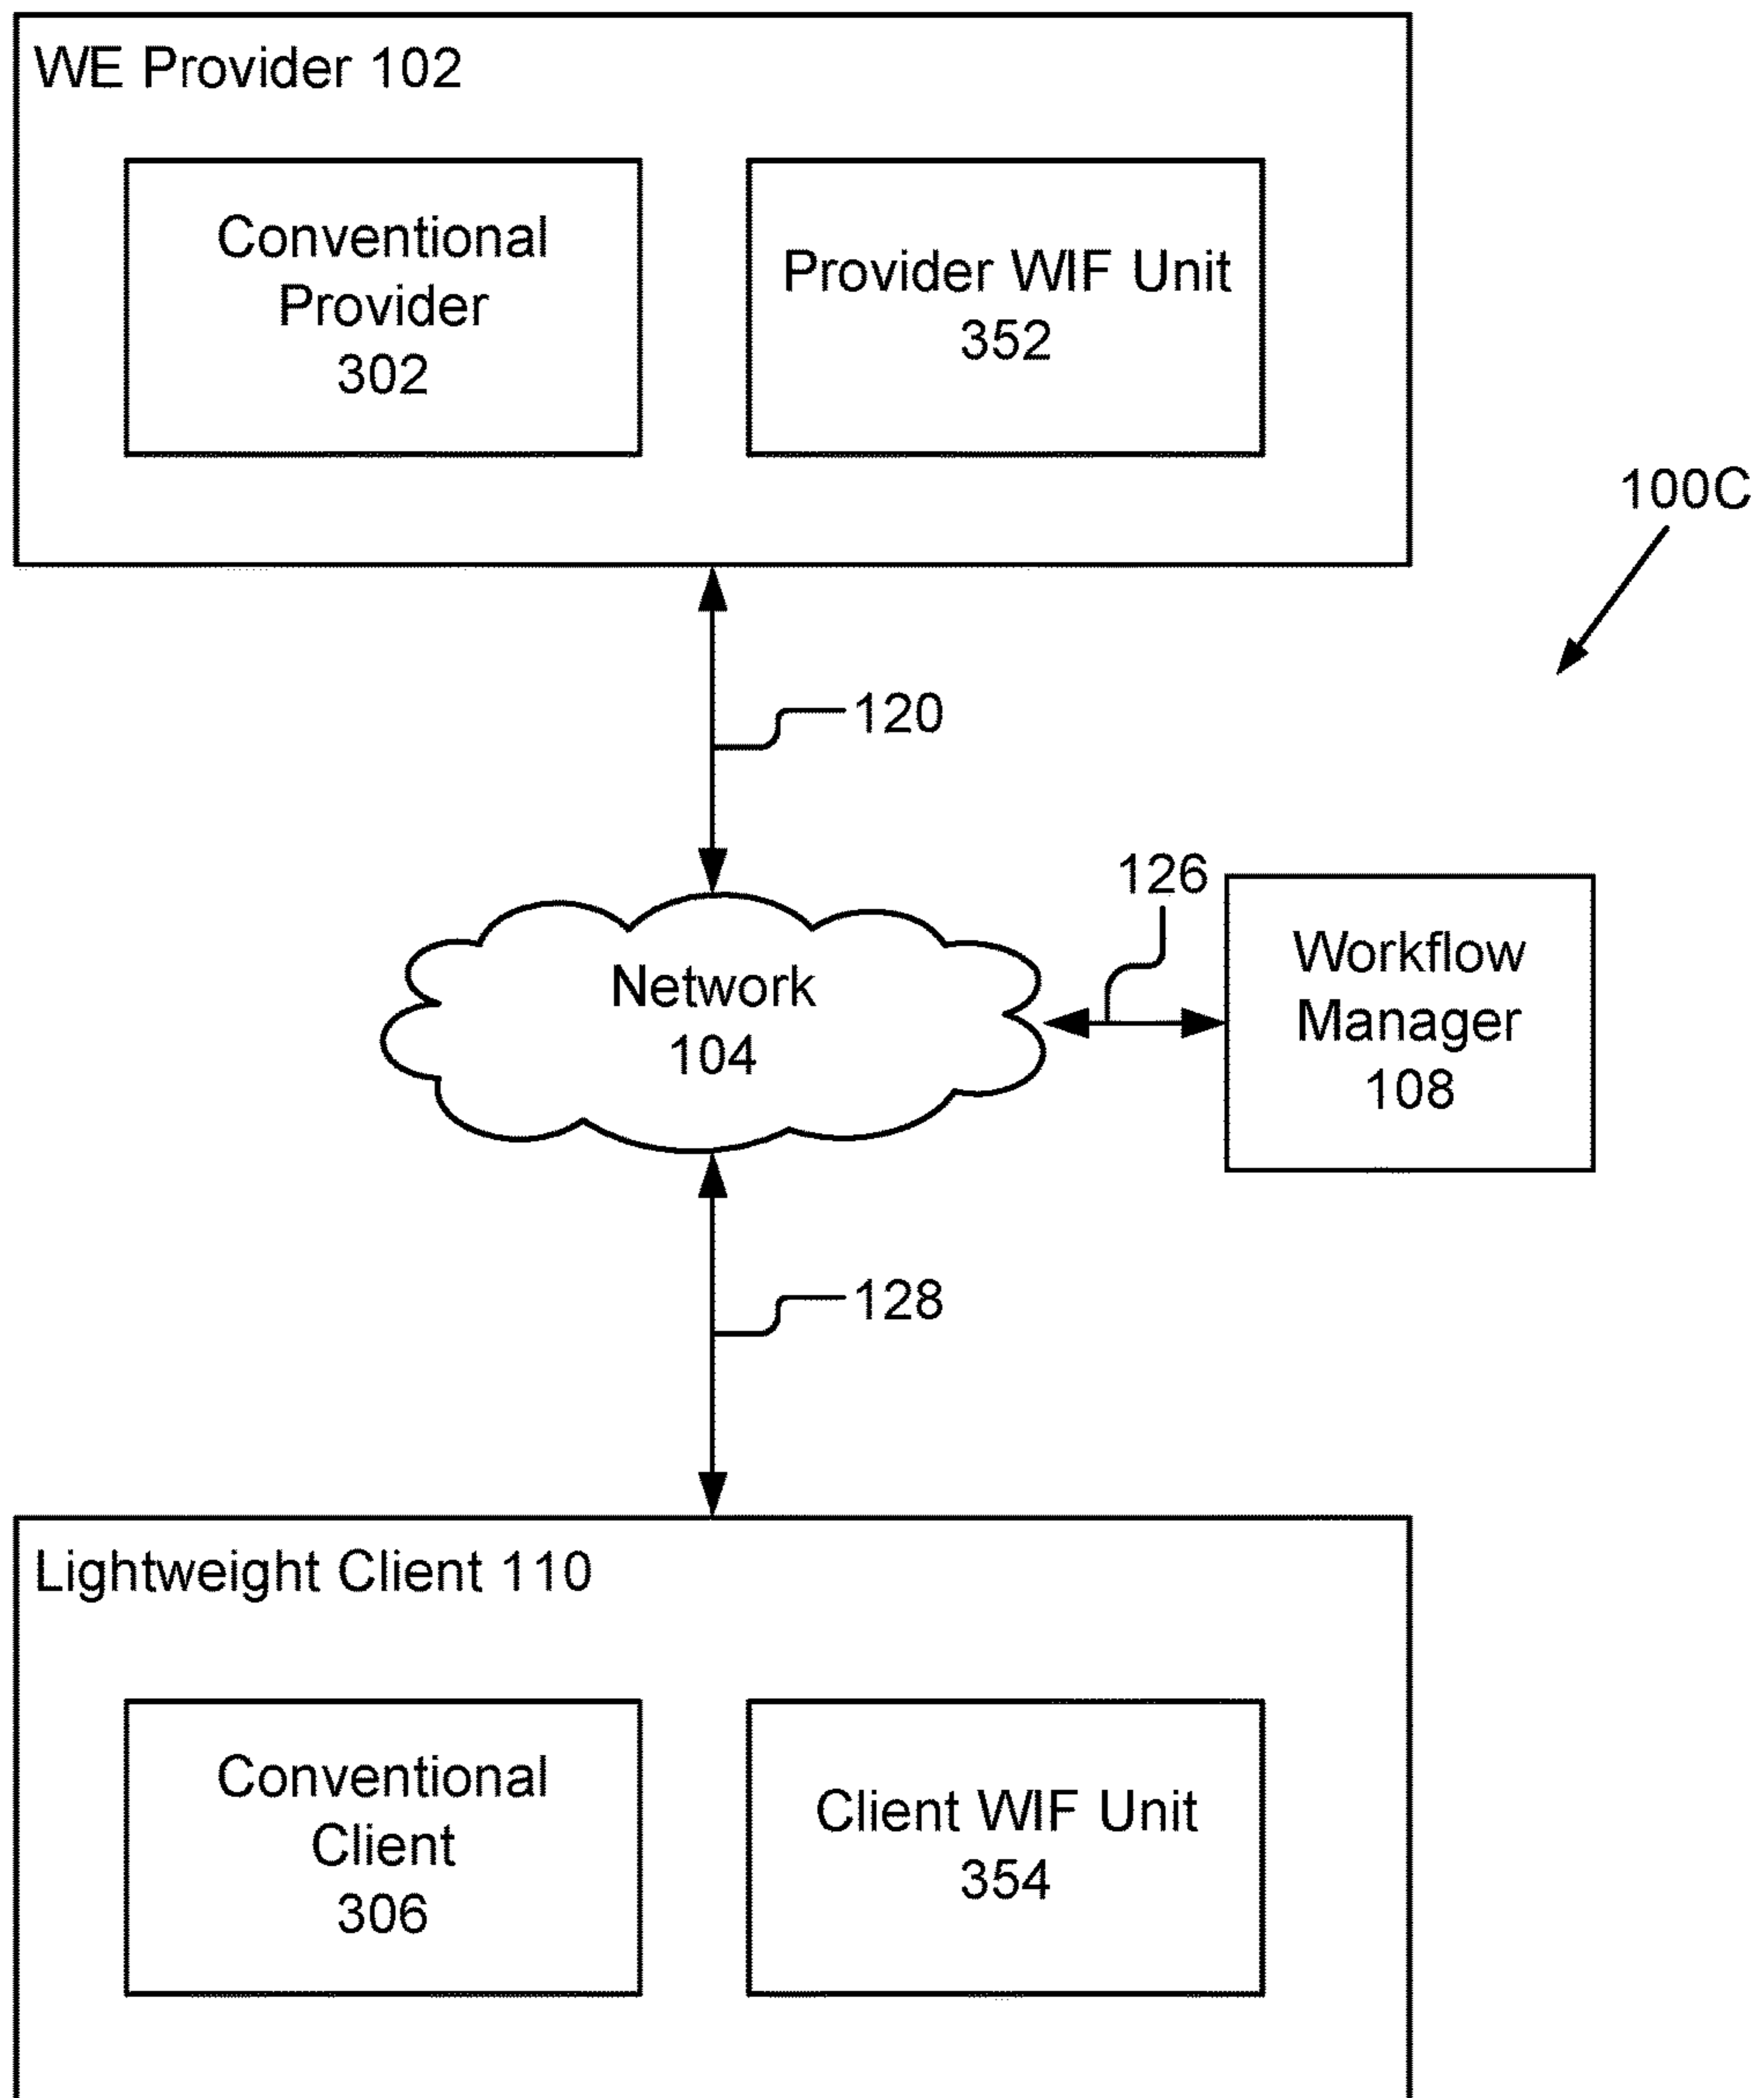 WE Provider 102
Conventional
Provider
302
Provider WIF Unit
352
100C
120
126
Network
104
Workflow
Manager
108
128
Lightweight Client 110
Conventional
Client
306
Client WIF Unit
354